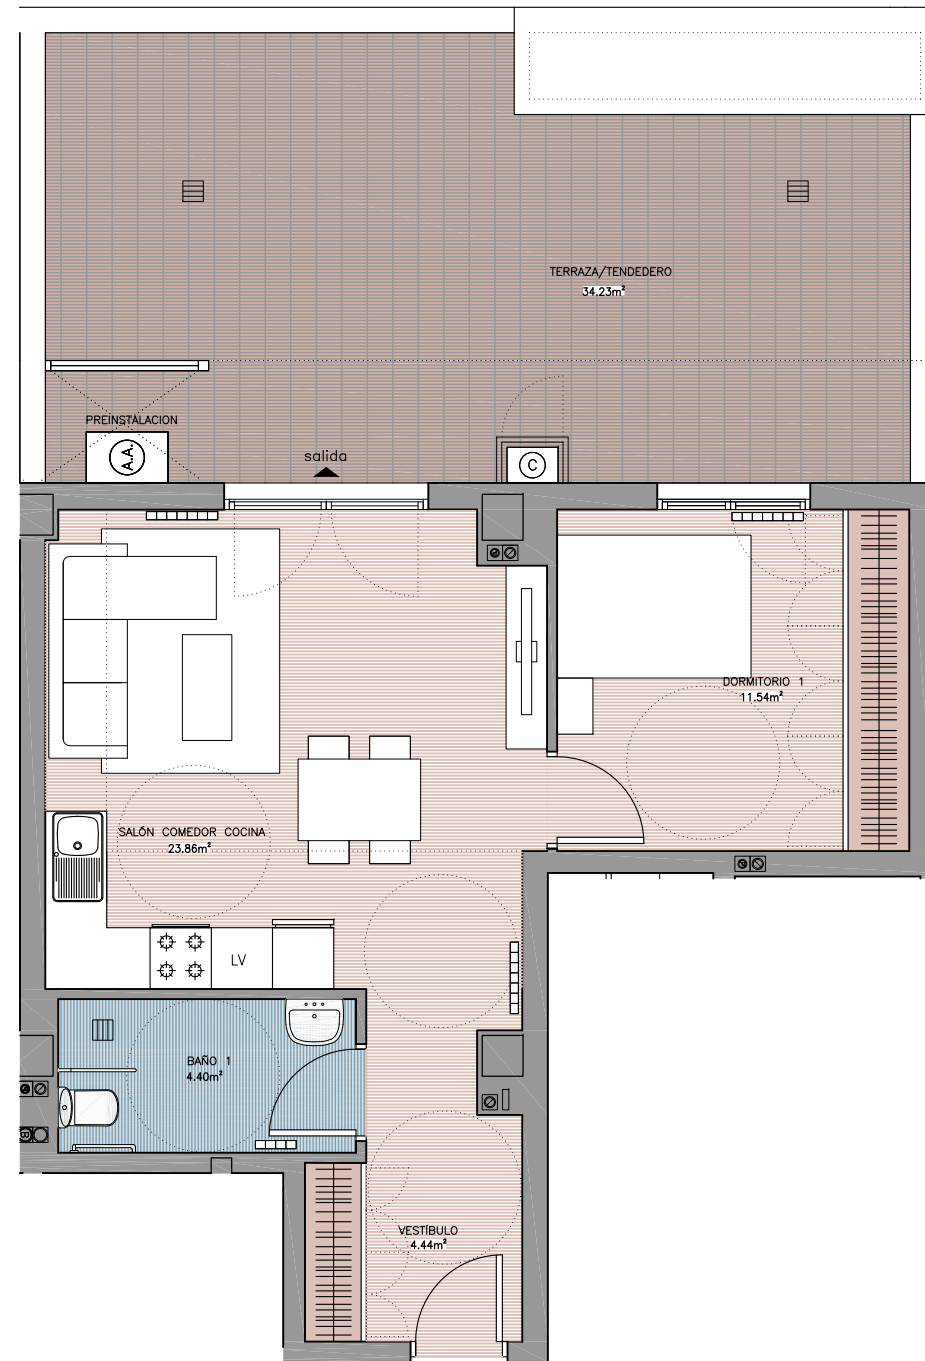 TERRAZA/TENDEDERO
34.23m²
PREINSTALACION
A.A.
salida
C
DORMITORIO 1
11.54m²
SALÓN COMEDOR COCINA
23.86m²
LV
BAÑO 1
4.40m²
VESTÍBULO
4.44m²